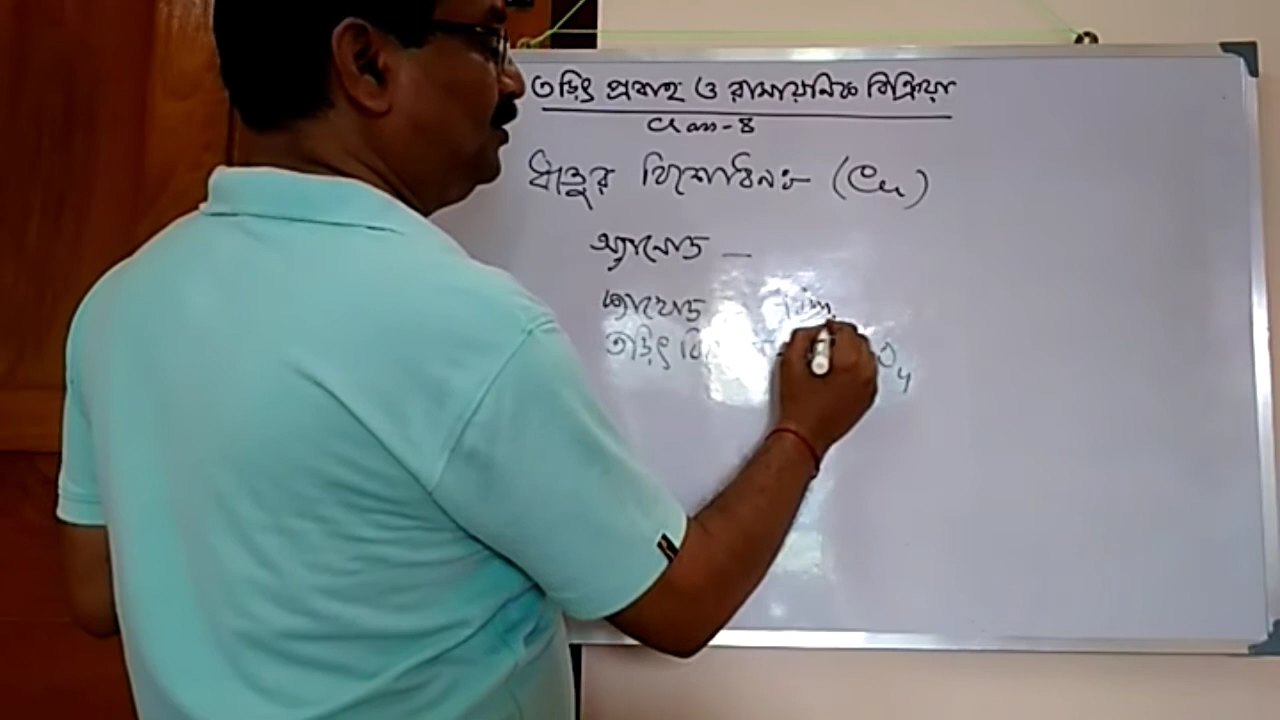 তড়িৎ প্রবাহ ও রাসায়নিক বিক্রিয়া
Class-8
ধাতুর বিশোধন:- (Cu)
অ্যানোড —
ক্যাথোড
তড়িৎ